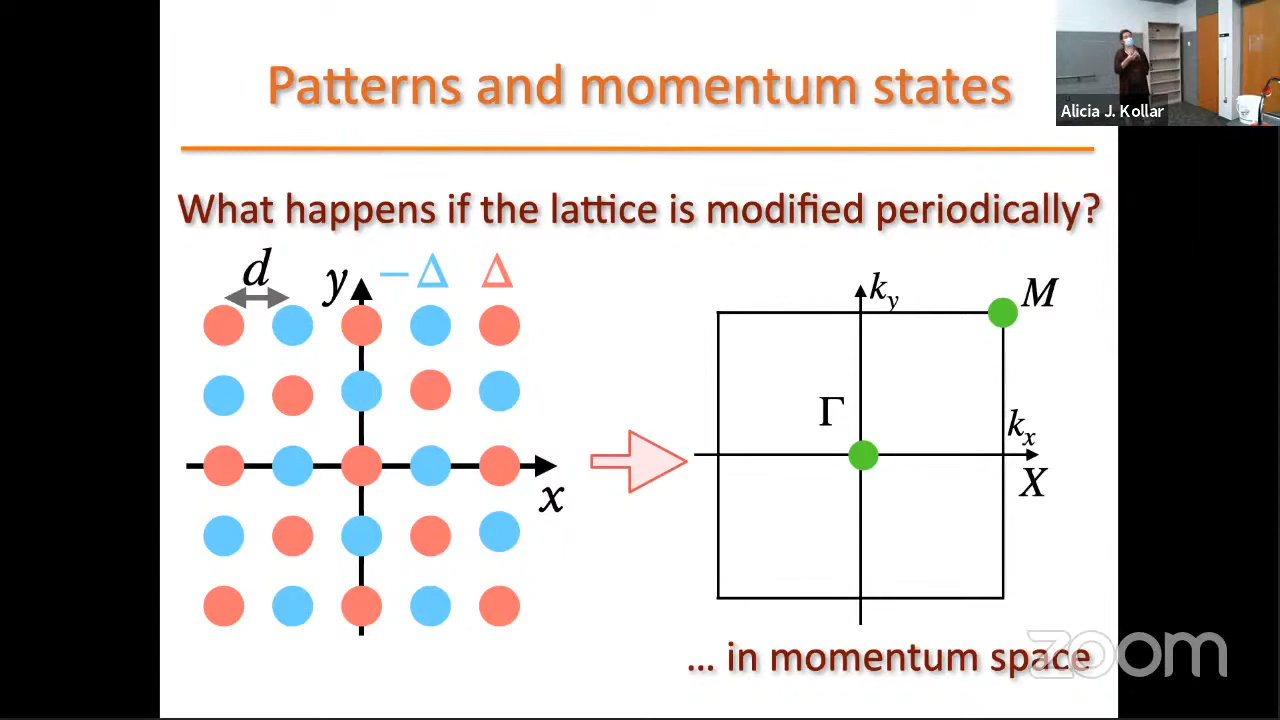 Patterns and momentum states
Alicia J. Kollar
What happens if the lattice is modified periodically?
d
y
−Δ
Δ
x
k_y
M
Γ
k_x
X
... in momentum space
zoom